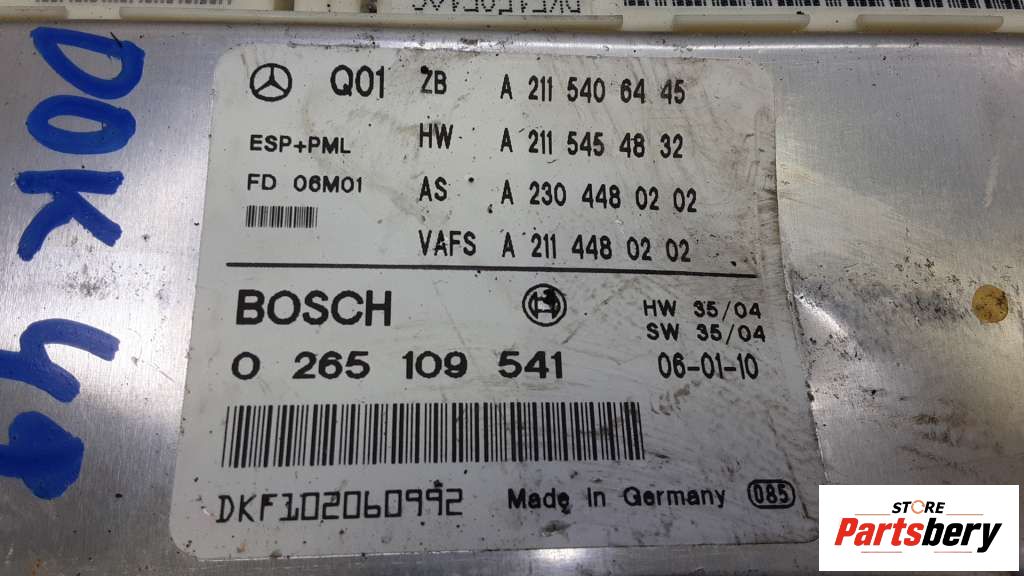 DOK 49
Q01 ZB A 211 540 64 45
ESP+PML HW A 211 545 48 32
FD 06M01 AS A 230 448 02 02
VAFS A 211 448 02 02
BOSCH HW 35/04
SW 35/04
0 265 109 541 06-01-10
DKF102060992 Made in Germany 085
STORE
Partsbery